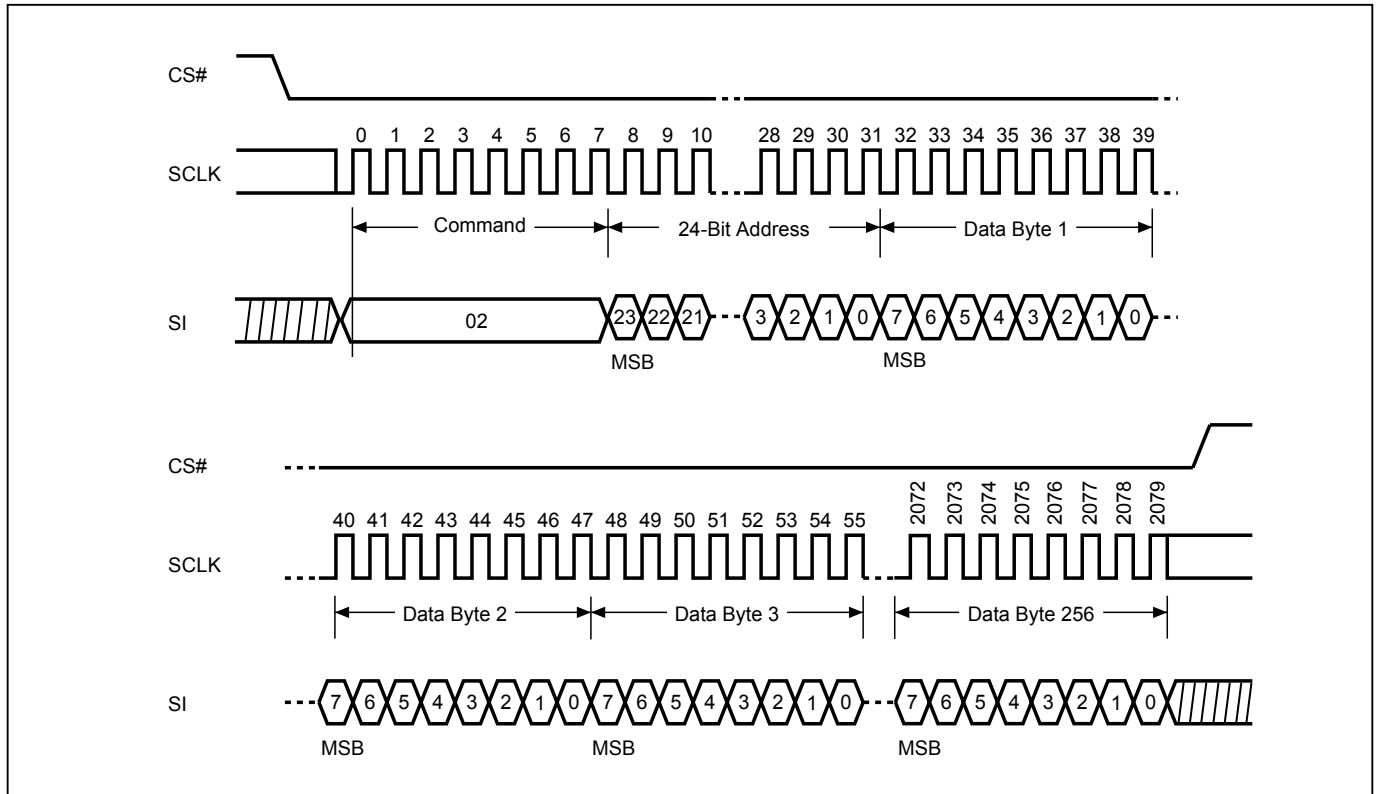 CS#
0 1 2 3 4 5 6 7 8 9 10 28 29 30 31 32 33 34 35 36 37 38 39
SCLK
Command 24-Bit Address Data Byte 1
SI 02 23 22 21 3 2 1 0 7 6 5 4 3 2 1 0
MSB MSB
CS#
2072 2073 2074 2075 2076 2077 2078 2079
40 41 42 43 44 45 46 47 48 49 50 51 52 53 54 55
SCLK
Data Byte 2 Data Byte 3 Data Byte 256
SI 7 6 5 4 3 2 1 0 7 6 5 4 3 2 1 0 7 6 5 4 3 2 1 0
MSB MSB MSB